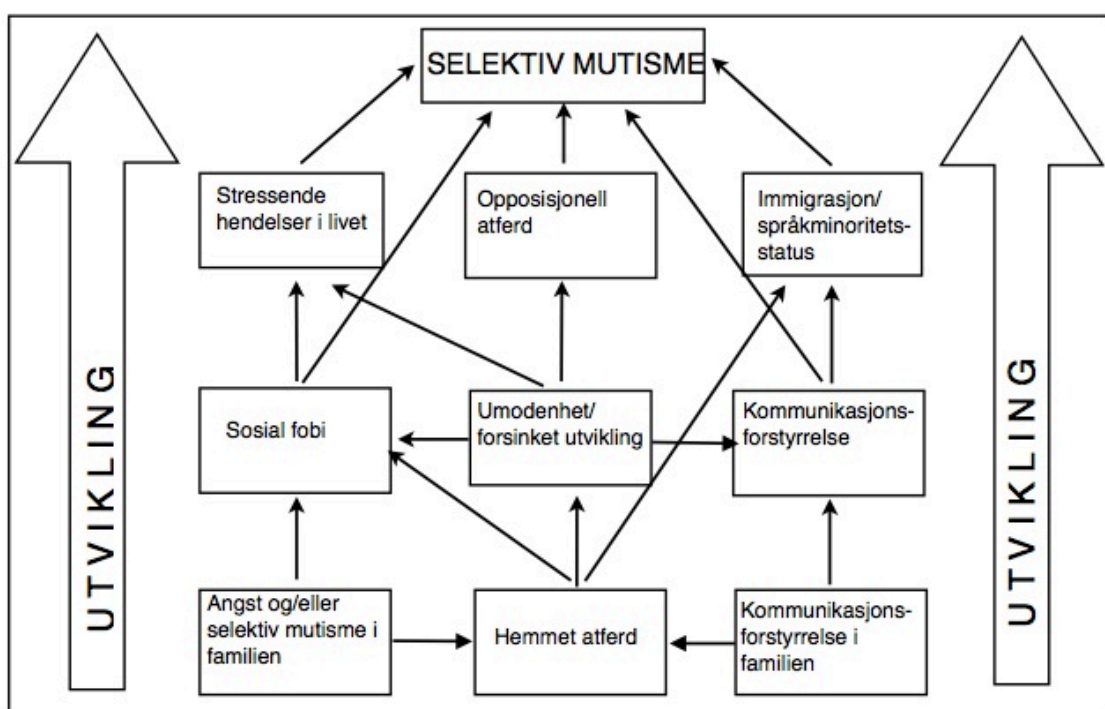 SELEKTIV MUTISME
Stressende
hendelser i livet
Opposisjonell
atferd
Immigrasjon/
språkminoritets-
status
Sosial fobi
Umodenhet/
forsinket utvikling
Kommunikasjons-
forstyrrelse
Angst og/eller
selektiv mutisme i
familien
Hemmet atferd
Kommunikasjons-
forstyrrelse i
familien
UTVIKLING
UTVIKLING